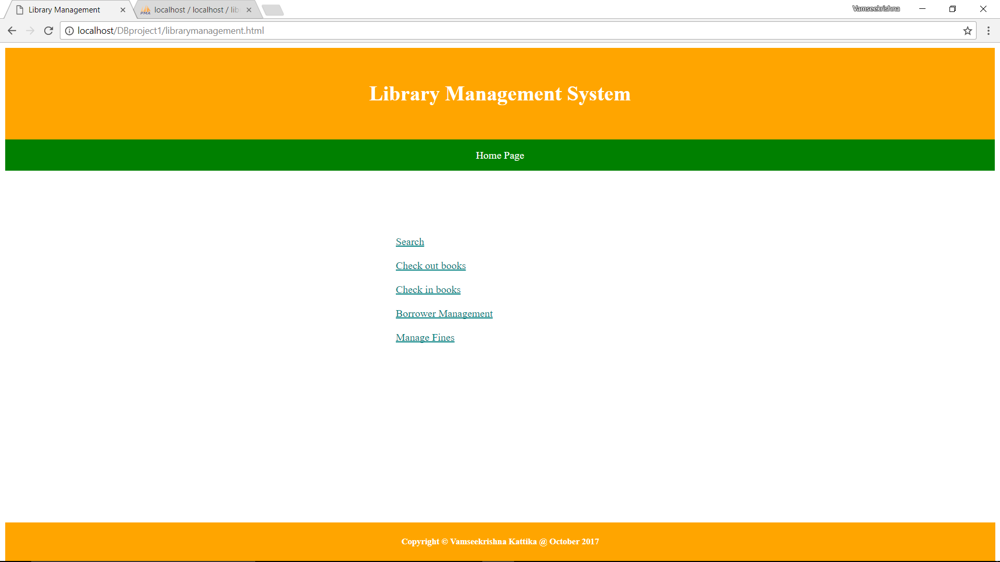 Library Management
PMA localhost / localhost / lib
Vamseekrishna
localhost/DBproject1/librarymanagement.html
Library Management System
Home Page
Search
Check out books
Check in books
Borrower Management
Manage Fines
Copyright © Vamseekrishna Kattika @ October 2017